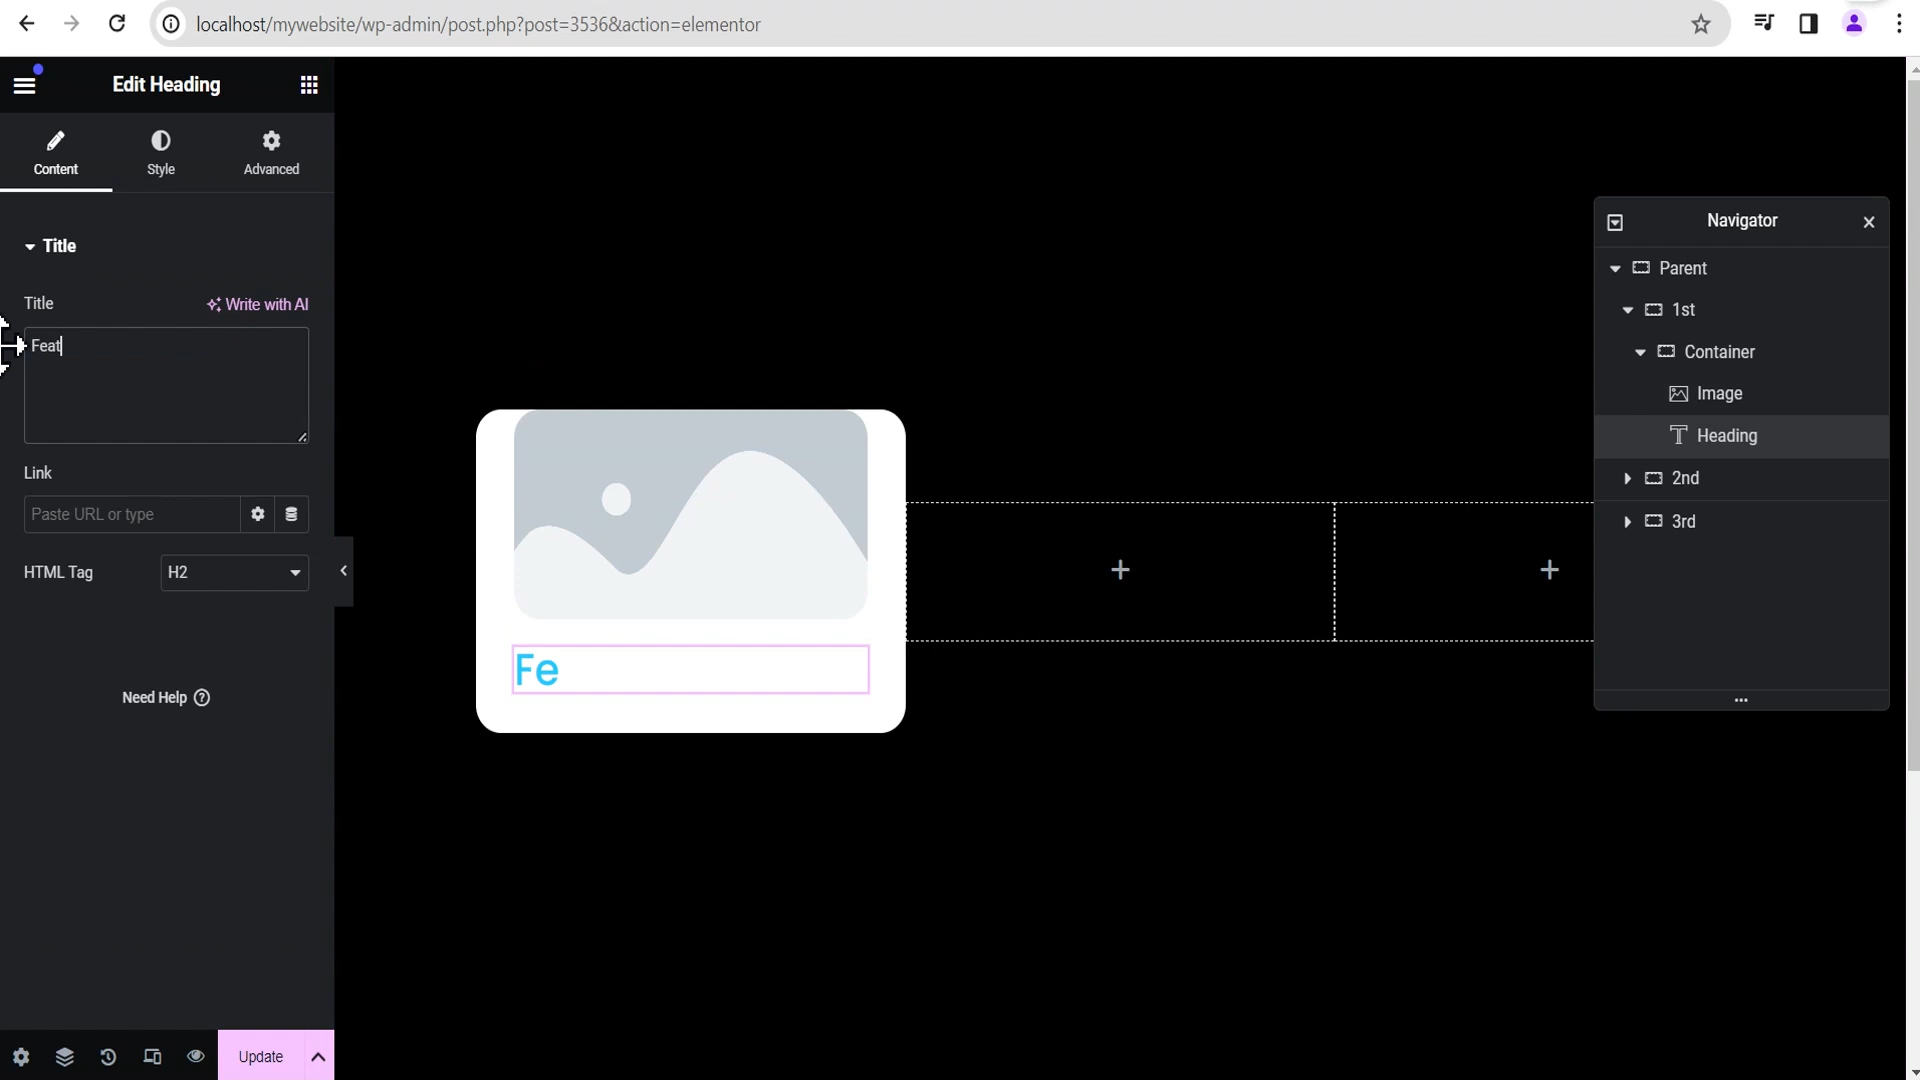 localhost/mywebsite/wp-admin/post.php?post=3536&action=elementor
Edit Heading
Content
Style
Advanced
Title
Title
Write with AI
Feat
Link
Paste URL or type
HTML Tag
H2
Need Help
Update
Fe
Navigator
Parent
1st
Container
Image
Heading
2nd
3rd